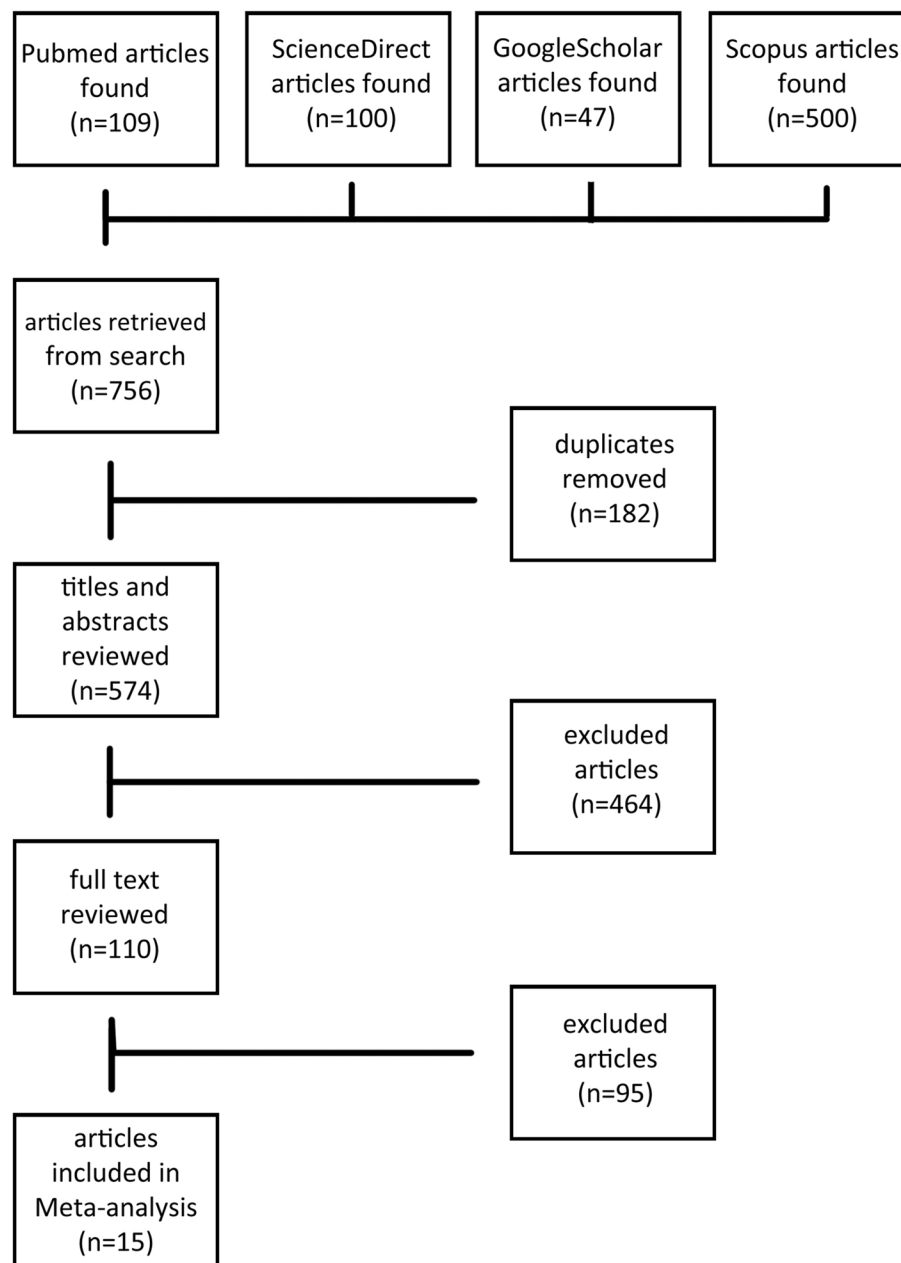 Pubmed articles
found
(n=109)
ScienceDirect
articles found
(n=100)
GoogleScholar
articles found
(n=47)
Scopus articles
found
(n=500)
articles retrieved
from search
(n=756)
duplicates
removed
(n=182)
titles and
abstracts
reviewed
(n=574)
excluded
articles
(n=464)
full text
reviewed
(n=110)
excluded
articles
(n=95)
articles
included in
Meta-analysis
(n=15)